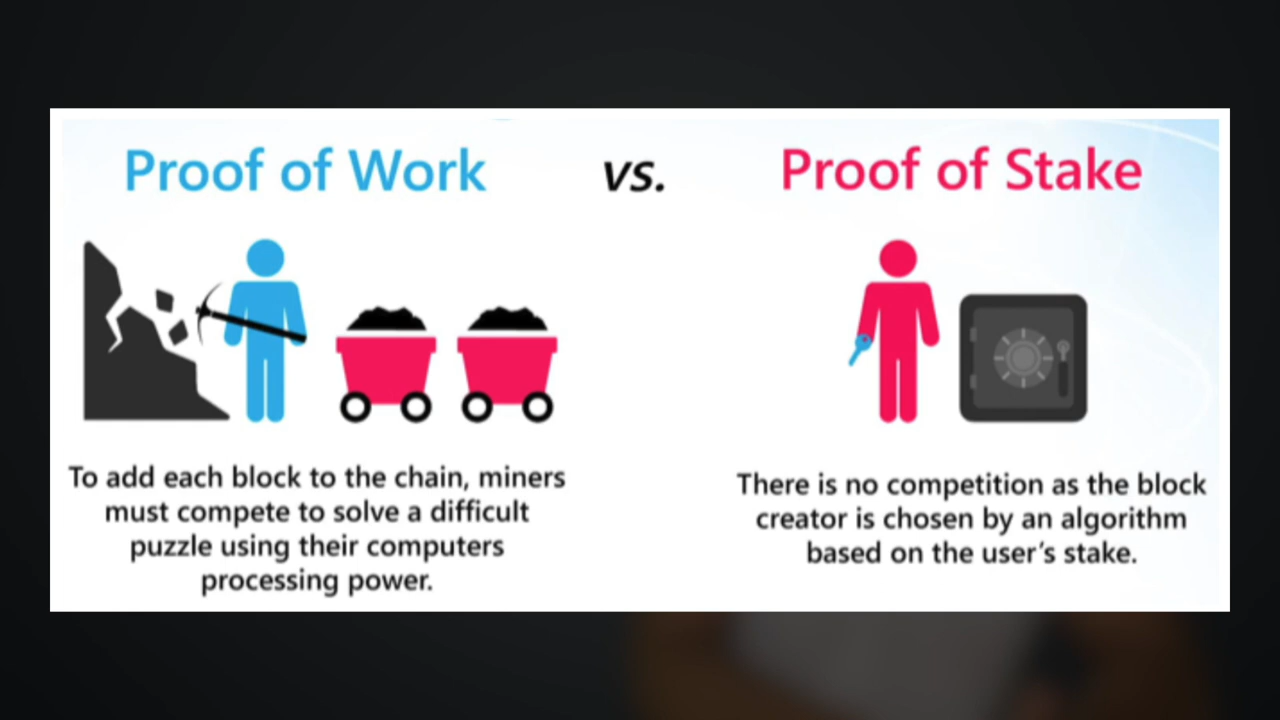 Proof of Work
vs.
Proof of Stake
To add each block to the chain, miners
must compete to solve a difficult
puzzle using their computers
processing power.
There is no competition as the block
creator is chosen by an algorithm
based on the user's stake.